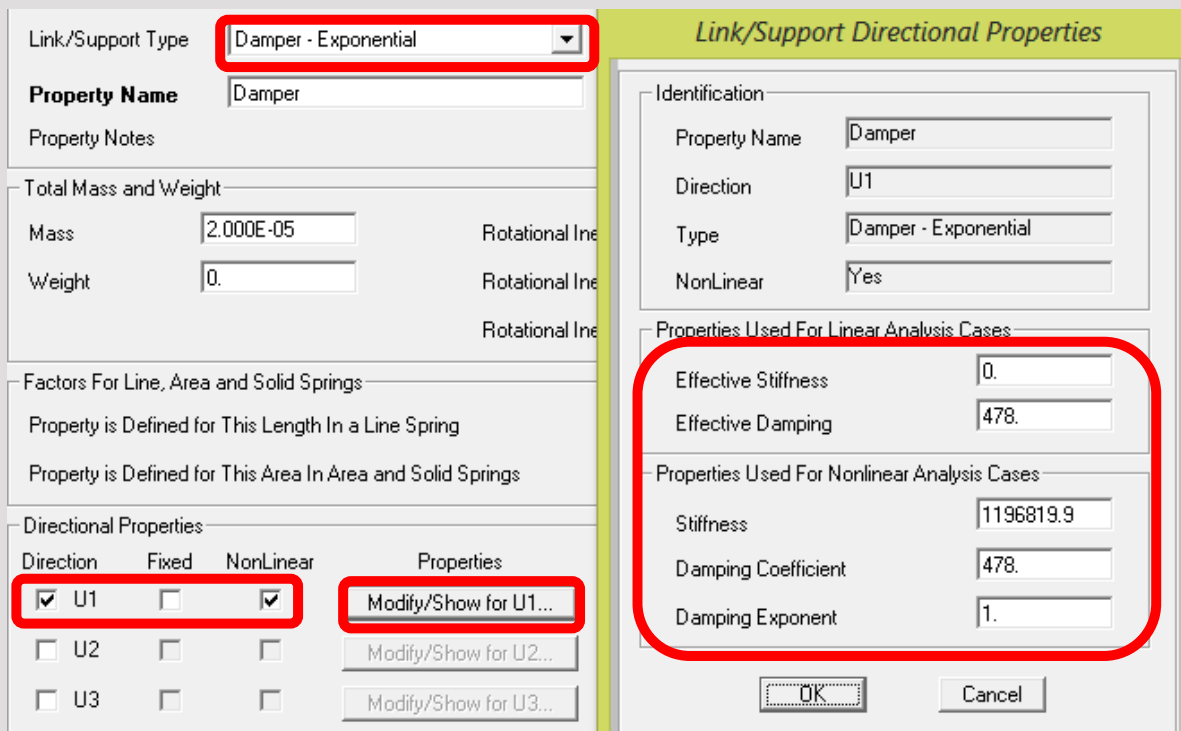 Link/Support Type
Damper - Exponential
Property Name
Damper
Property Notes
Total Mass and Weight
Mass
2.000E-05
Rotational Ine
Weight
0.
Rotational Ine
Rotational Ine
Factors For Line, Area and Solid Springs
Property is Defined for This Length In a Line Spring
Property is Defined for This Area In Area and Solid Springs
Directional Properties
Direction Fixed NonLinear Properties
U1 Modify/Show for U1...
U2 Modify/Show for U2...
U3 Modify/Show for U3...
Link/Support Directional Properties
Identification
Property Name
Damper
Direction
U1
Type
Damper - Exponential
NonLinear
Yes
Properties Used For Linear Analysis Cases
Effective Stiffness
0.
Effective Damping
478.
Properties Used For Nonlinear Analysis Cases
Stiffness
1196819.9
Damping Coefficient
478.
Damping Exponent
1.
OK Cancel